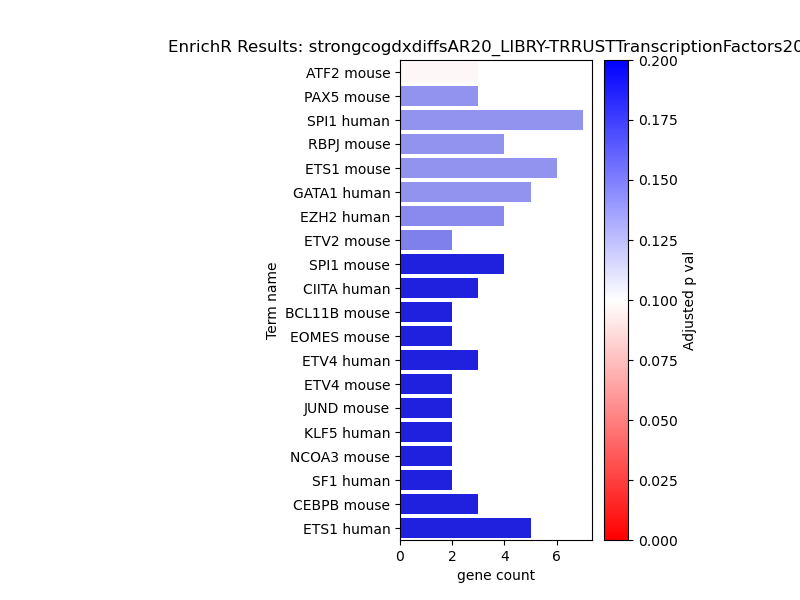 EnrichR Results: strongcogdxdiffsAR20_LIBRY-TRRUSTTranscriptionFactors20
ATF2 mouse
PAX5 mouse
SPI1 human
RBPJ mouse
ETS1 mouse
GATA1 human
EZH2 human
ETV2 mouse
SPI1 mouse
CIITA human
BCL11B mouse
EOMES mouse
ETV4 human
ETV4 mouse
JUND mouse
KLF5 human
NCOA3 mouse
SF1 human
CEBPB mouse
ETS1 human
Term name
0 2 4 6
gene count
0.200
0.175
0.150
0.125
0.100
0.075
0.050
0.025
0.000
Adjusted p val